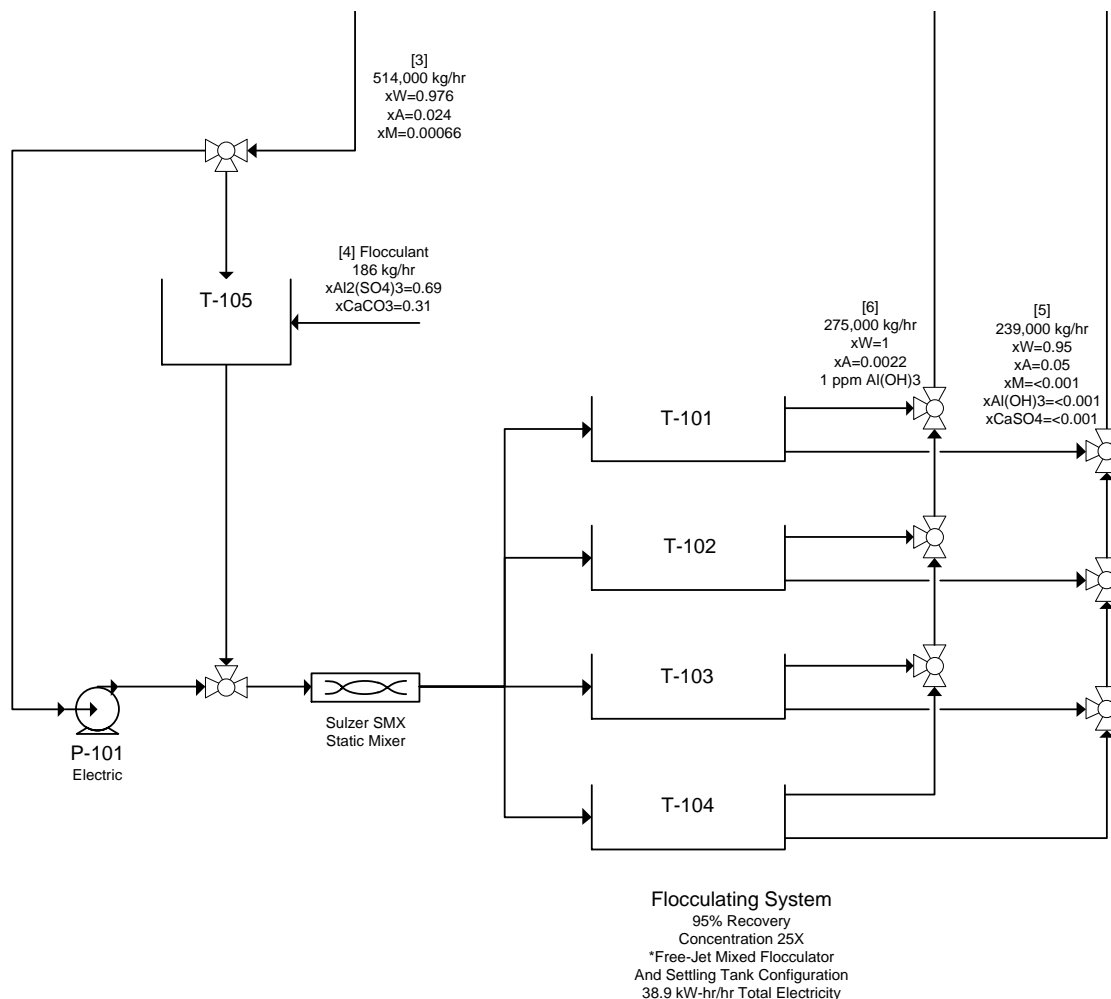 [3]
514,000 kg/hr
xW=0.976
xA=0.024
xM=0.00066
[4] Flocculant
186 kg/hr
xAl2(SO4)3=0.69
xCaCO3=0.31
T-105
[6]
275,000 kg/hr
xW=1
xA=0.0022
1 ppm Al(OH)3
[5]
239,000 kg/hr
xW=0.95
xA=0.05
xM=<0.001
xAl(OH)3=<0.001
xCaSO4=<0.001
T-101
T-102
T-103
T-104
P-101
Electric
Sulzer SMX
Static Mixer
Flocculating System
95% Recovery
Concentration 25X
*Free-Jet Mixed Flocculator
And Settling Tank Configuration
38.9 kW-hr/hr Total Electricity